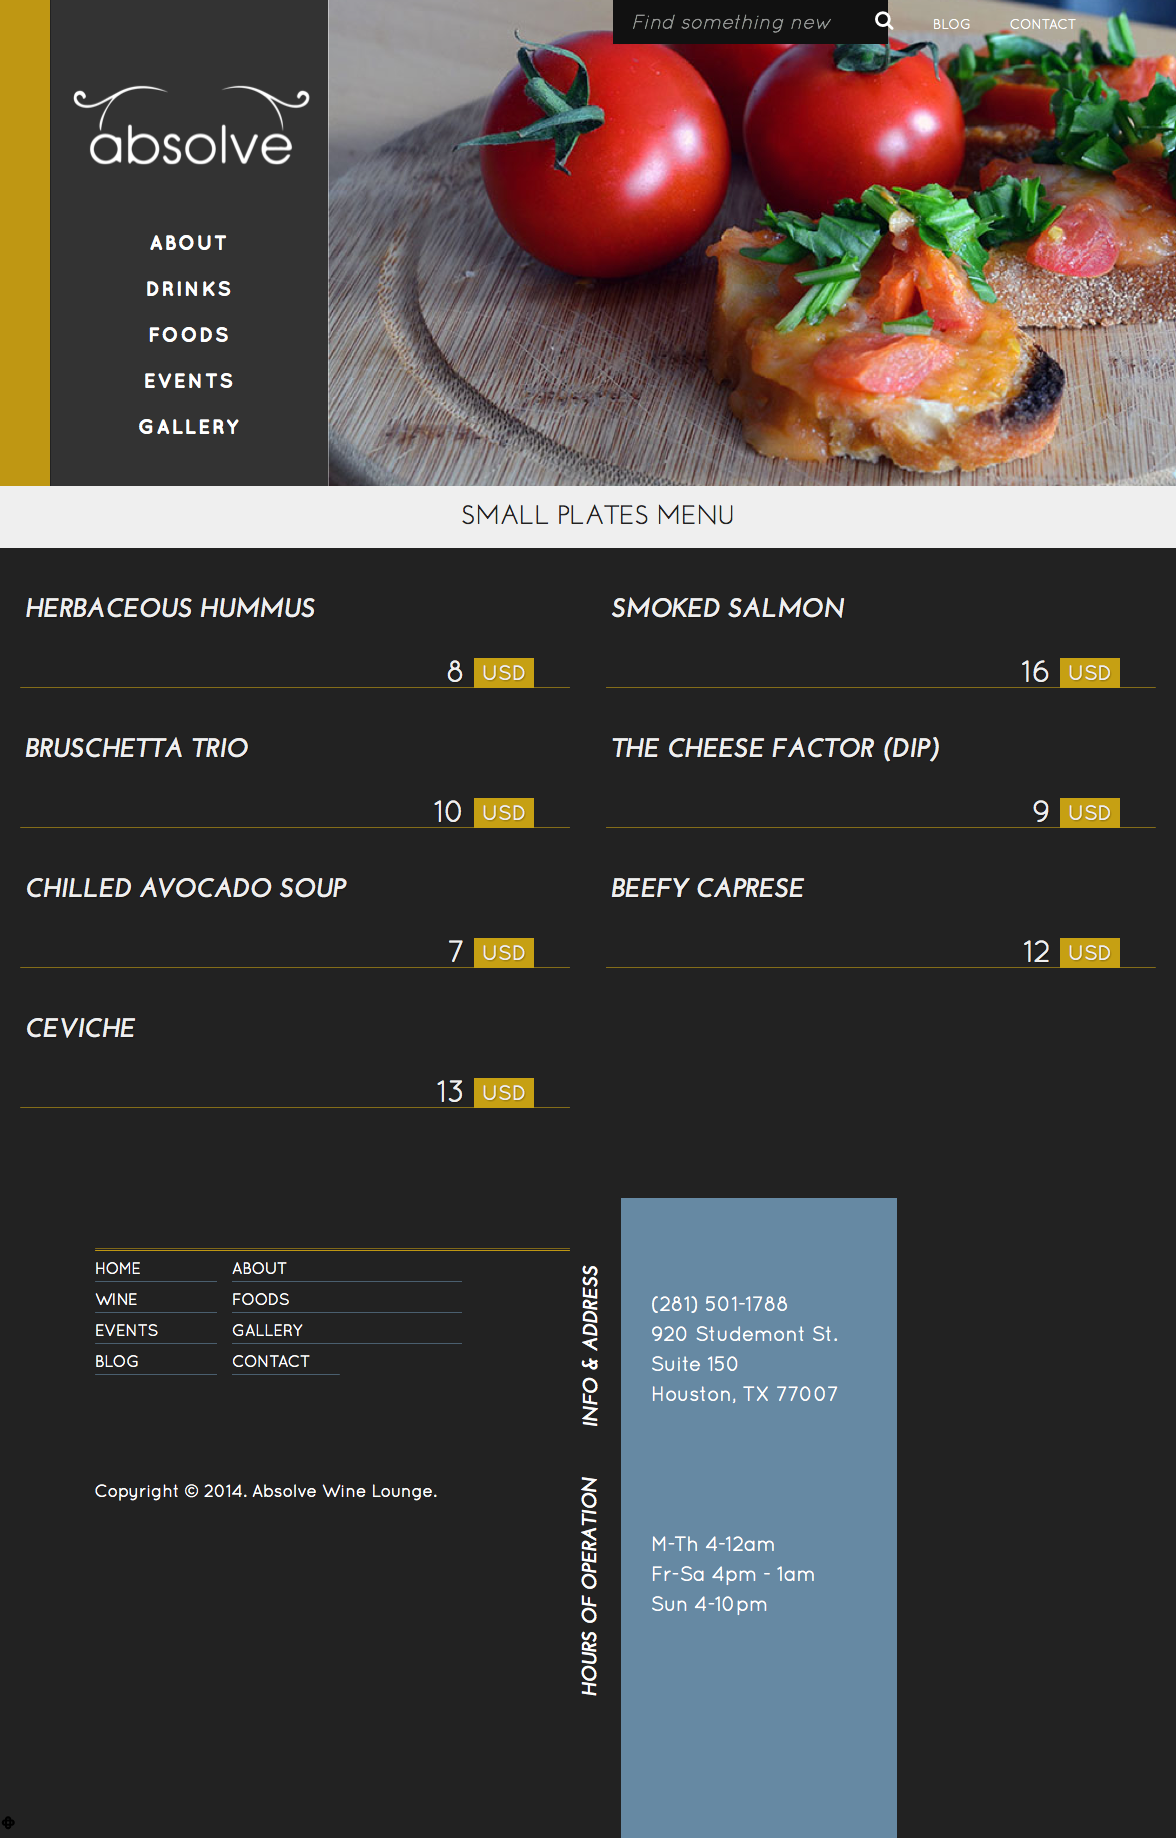 Find something new
BLOG
CONTACT
absolve
ABOUT
DRINKS
FOODS
EVENTS
GALLERY
SMALL PLATES MENU
HERBACEOUS HUMMUS
8 USD
SMOKED SALMON
16 USD
BRUSCHETTA TRIO
10 USD
THE CHEESE FACTOR (DIP)
9 USD
CHILLED AVOCADO SOUP
7 USD
BEEFY CAPRESE
12 USD
CEVICHE
13 USD
HOME
ABOUT
WINE
FOODS
EVENTS
GALLERY
BLOG
CONTACT
Copyright © 2014. Absolve Wine Lounge.
INFO & ADDRESS
(281) 501-1788
920 Studemont St.
Suite 150
Houston, TX 77007
HOURS OF OPERATION
M-Th 4-12am
Fr-Sa 4pm - 1am
Sun 4-10pm